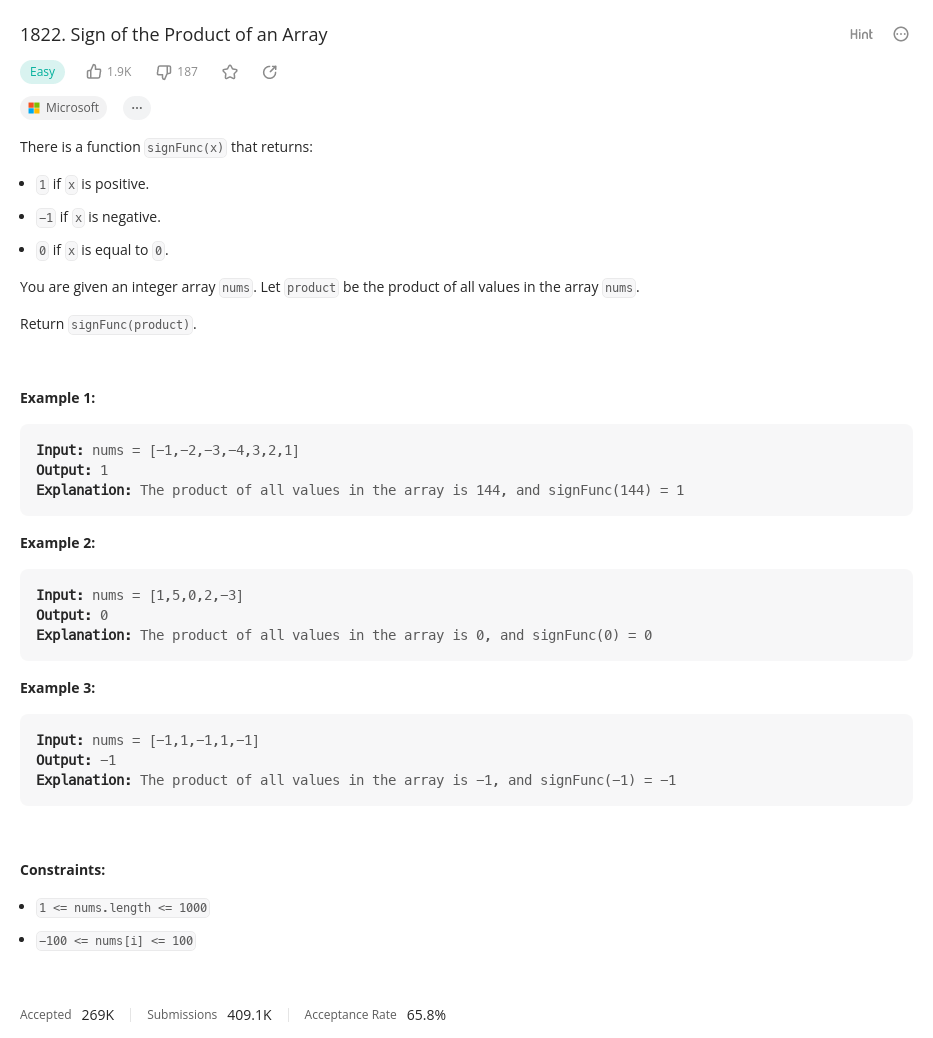 1822. Sign of the Product of an Array
Hint
Easy 1.9K 187
Microsoft ...
There is a function signFunc(x) that returns:
• 1 if x is positive.
• -1 if x is negative.
• 0 if x is equal to 0.
You are given an integer array nums. Let product be the product of all values in the array nums.
Return signFunc(product).
Example 1:
Input: nums = [-1,-2,-3,-4,3,2,1]
Output: 1
Explanation: The product of all values in the array is 144, and signFunc(144) = 1
Example 2:
Input: nums = [1,5,0,2,-3]
Output: 0
Explanation: The product of all values in the array is 0, and signFunc(0) = 0
Example 3:
Input: nums = [-1,1,-1,1,-1]
Output: -1
Explanation: The product of all values in the array is -1, and signFunc(-1) = -1
Constraints:
• 1 <= nums.length <= 1000
• -100 <= nums[i] <= 100
Accepted 269K Submissions 409.1K Acceptance Rate 65.8%